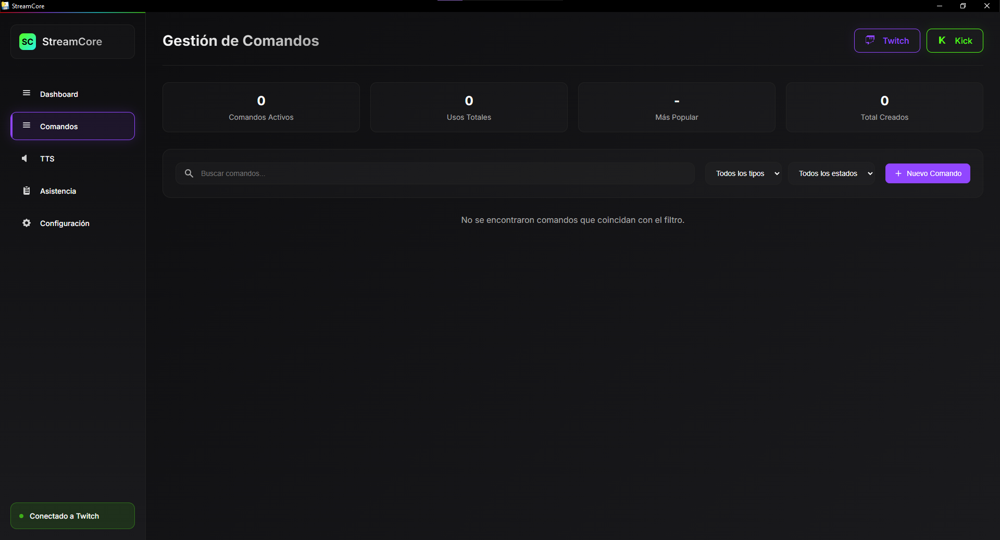 StreamCore
SC StreamCore
Gestión de Comandos
Twitch
K Kick
Dashboard
Comandos
TTS
Asistencia
Configuración
0
Comandos Activos
0
Usos Totales
-
Más Popular
0
Total Creados
Buscar comandos...
Todos los tipos
Todos los estados
+ Nuevo Comando
No se encontraron comandos que coincidan con el filtro.
Conectado a Twitch